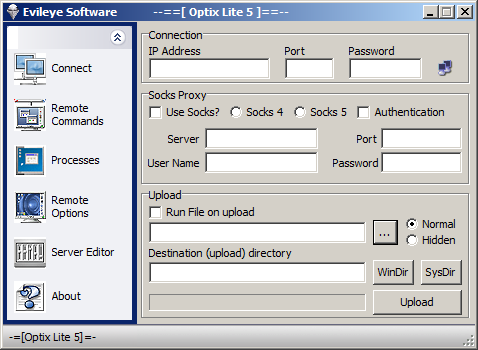 Evileye Software --==[ Optix Lite 5 ]==--
Connect
Remote
Commands
Processes
Remote
Options
Server Editor
About
Connection
IP Address Port Password
Socks Proxy
Use Socks? Socks 4 Socks 5 Authentication
Server Port
User Name Password
Upload
Run File on upload
... Normal
Hidden
Destination (upload) directory
WinDir SysDir
Upload
-=[Optix Lite 5]=-